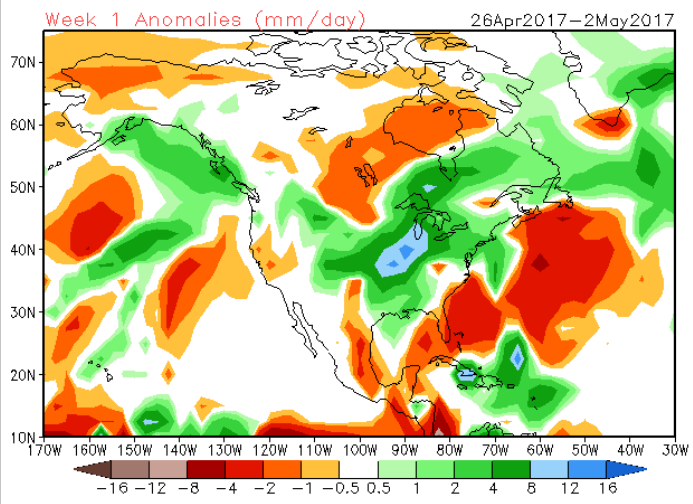 Week 1 Anomalies (mm/day) 26Apr2017-2May2017
70N
60N
50N
40N
30N
20N
10N
170W 160W 150W 140W 130W 120W 110W 100W 90W 80W 70W 60W 50W 40W 30W
-16 -12 -8 -4 -2 -1 -0.5 0.5 1 2 4 8 12 16